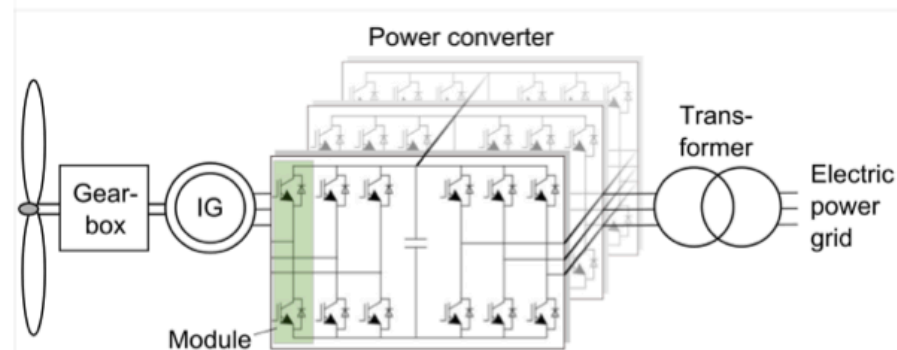 Power converter
Trans-
former
Gear-
box
IG
Electric
power
grid
Module